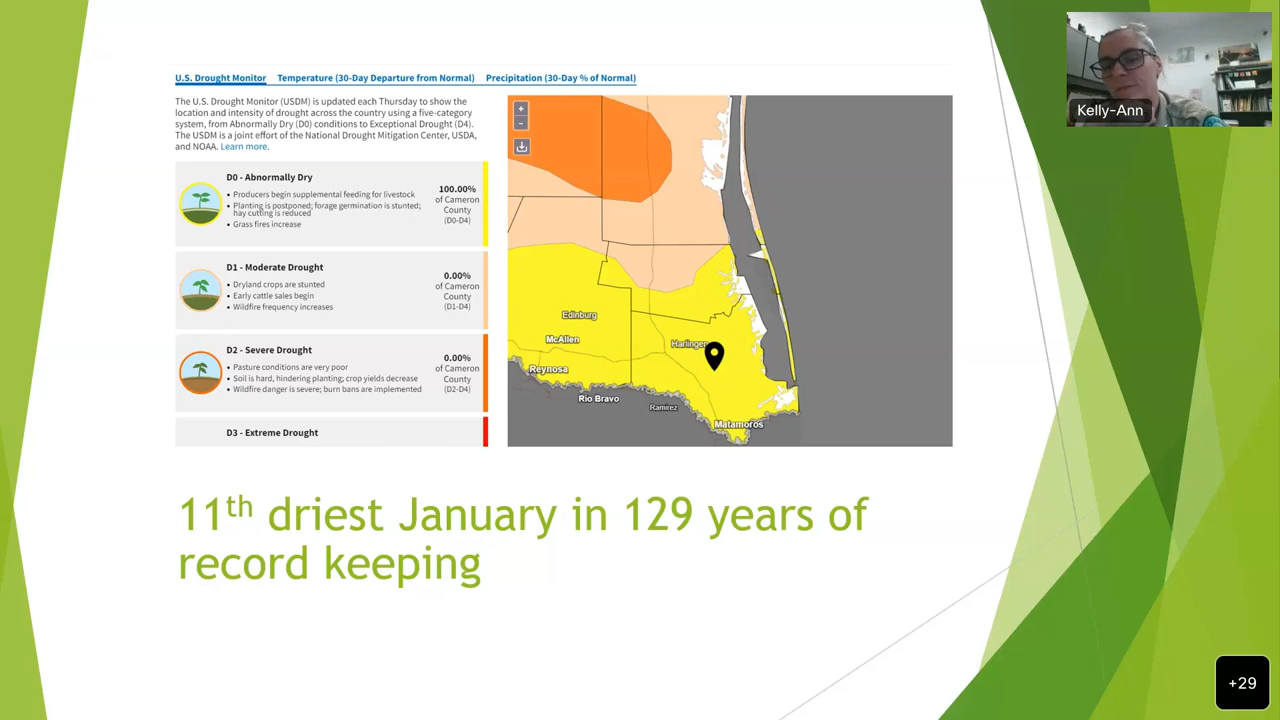 U.S. Drought Monitor Temperature (30-Day Departure from Normal) Precipitation (30-Day % of Normal)
The U.S. Drought Monitor (USDM) is updated each Thursday to show the
location and intensity of drought across the country using a five-category
system, from Abnormally Dry (D0) conditions to Exceptional Drought (D4).
The USDM is a joint effort of the National Drought Mitigation Center, USDA,
and NOAA. Learn more.
D0 - Abnormally Dry
• Producers begin supplemental feeding for livestock
• Planting is postponed; forage germination is stunted;
hay cutting is reduced
• Grass fires increase
100.00%
of Cameron
County
(D0-D4)
D1 - Moderate Drought
• Dryland crops are stunted
• Early cattle sales begin
• Wildfire frequency increases
0.00%
of Cameron
County
(D1-D4)
D2 - Severe Drought
• Pasture conditions are very poor
• Soil is hard, hindering planting; crop yields decrease
• Wildfire danger is severe; burn bans are implemented
0.00%
of Cameron
County
(D2-D4)
D3 - Extreme Drought
+
-
Edinburg
McAllen
Harlingen
Reynosa
Rio Bravo
Ramirez
Matamoros
11th driest January in 129 years of
record keeping
Kelly-Ann
+29